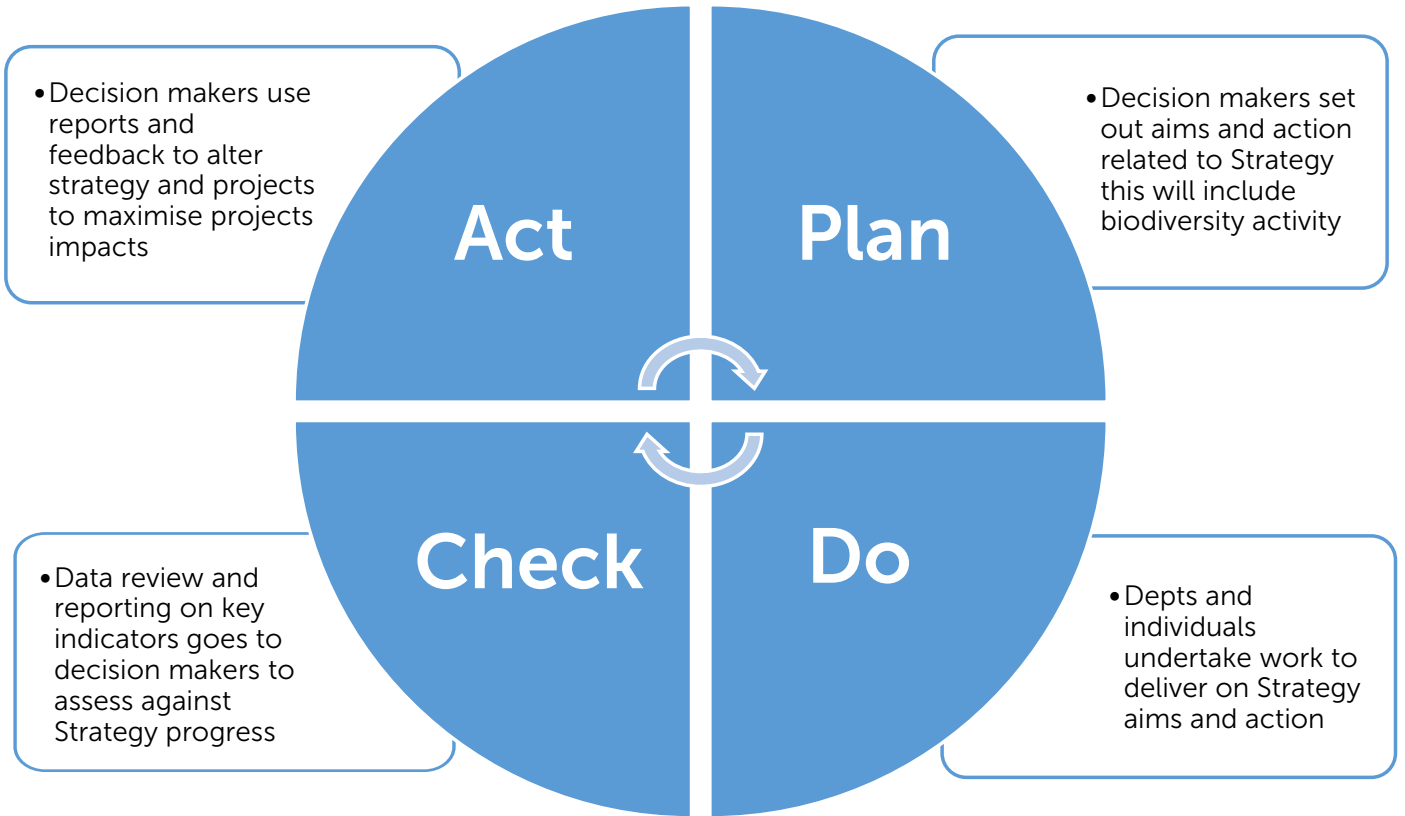 •Decision makers use
reports and
feedback to alter
strategy and projects
to maximise projects
impacts
Act
Plan
•Decision makers set
out aims and action
related to Strategy
this will include
biodiversity activity
•Data review and
reporting on key
indicators goes to
decision makers to
assess against
Strategy progress
Check
Do
•Depts and
individuals
undertake work to
deliver on Strategy
aims and action